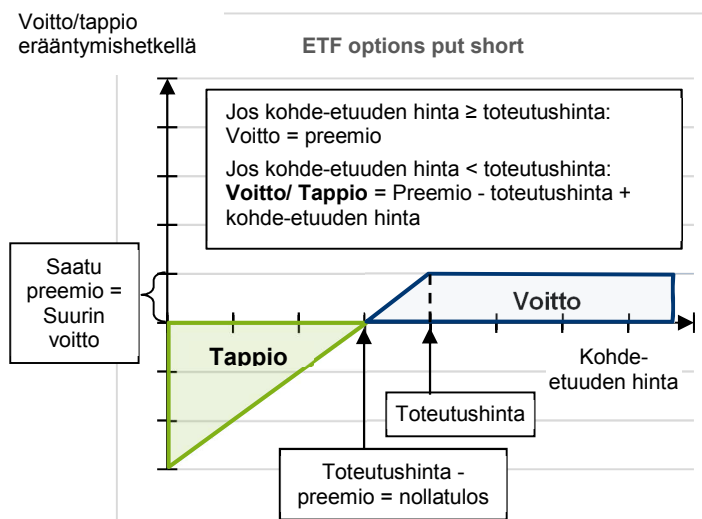 Voitto/tappio
erääntymishetkellä
ETF options put short
Jos kohde-etuuden hinta ≥ toteutushinta:
Voitto = preemio
Jos kohde-etuuden hinta < toteutushinta:
Voitto/ Tappio = Preemio - toteutushinta +
kohde-etuuden hinta
Saatu
preemio =
Suurin
voitto
Voitto
Tappio
Kohde-
etuuden hinta
Toteutushinta
Toteutushinta -
preemio = nollatulos